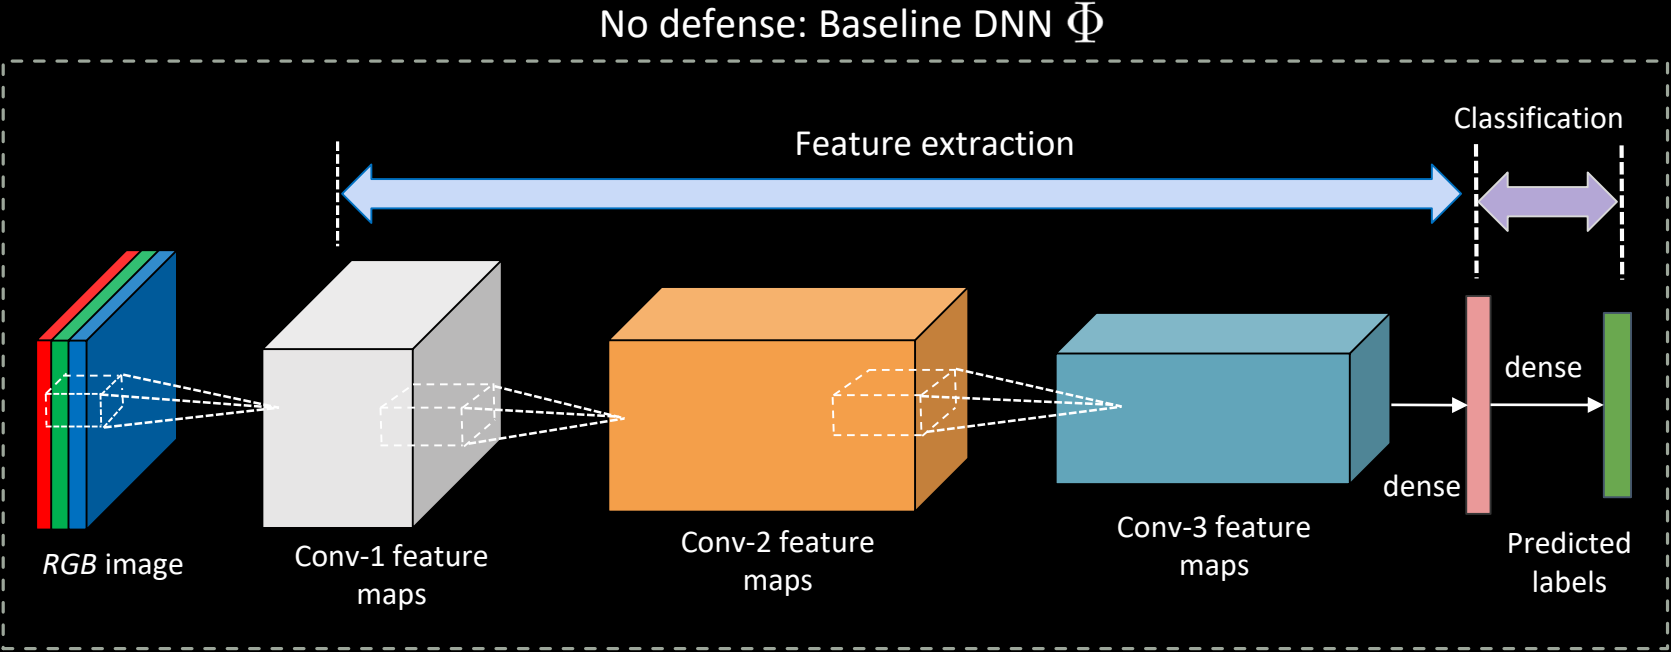 No defense: Baseline DNN Φ
Classification
Feature extraction
dense
dense
RGB image
Conv-1 feature
maps
Conv-2 feature
maps
Conv-3 feature
maps
Predicted
labels